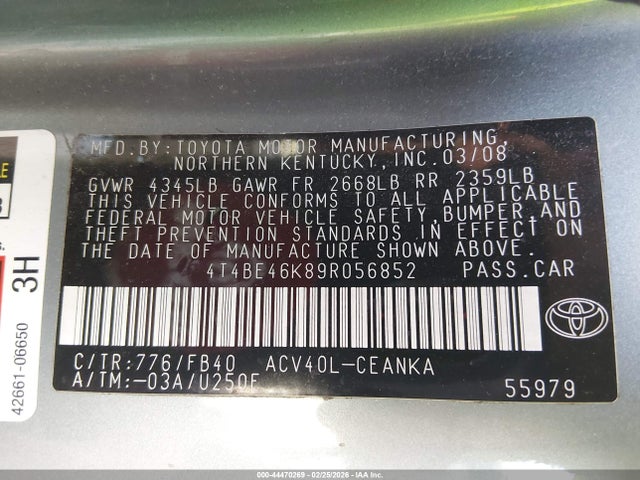 MFD. BY:TOYOTA MOTOR MANUFACTURING,
NORTHERN KENTUCKY,INC.03/08
GVWR 4345LB GAWR FR 2668LB RR 2359LB
THIS VEHICLE CONFORMS TO ALL APPLICABLE
FEDERAL MOTOR VEHICLE SAFETY,BUMPER,AND
THEFT PREVENTION STANDARDS IN EFFECT ON
THE DATE OF MANUFACTURE SHOWN ABOVE.
4T4BE46K89R056852 PASS.CAR
C/TR:776/FB40 ACV40L-CEANKA
A/TM:-03A/U250E
55979
TOYOTA
3H
42661-06650
000-44470269 - 02/25/2026 - IAAI, Inc. Copyright